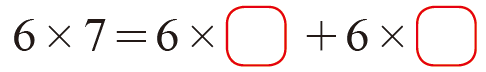 6 × 7 = 6 × □ + 6 × □